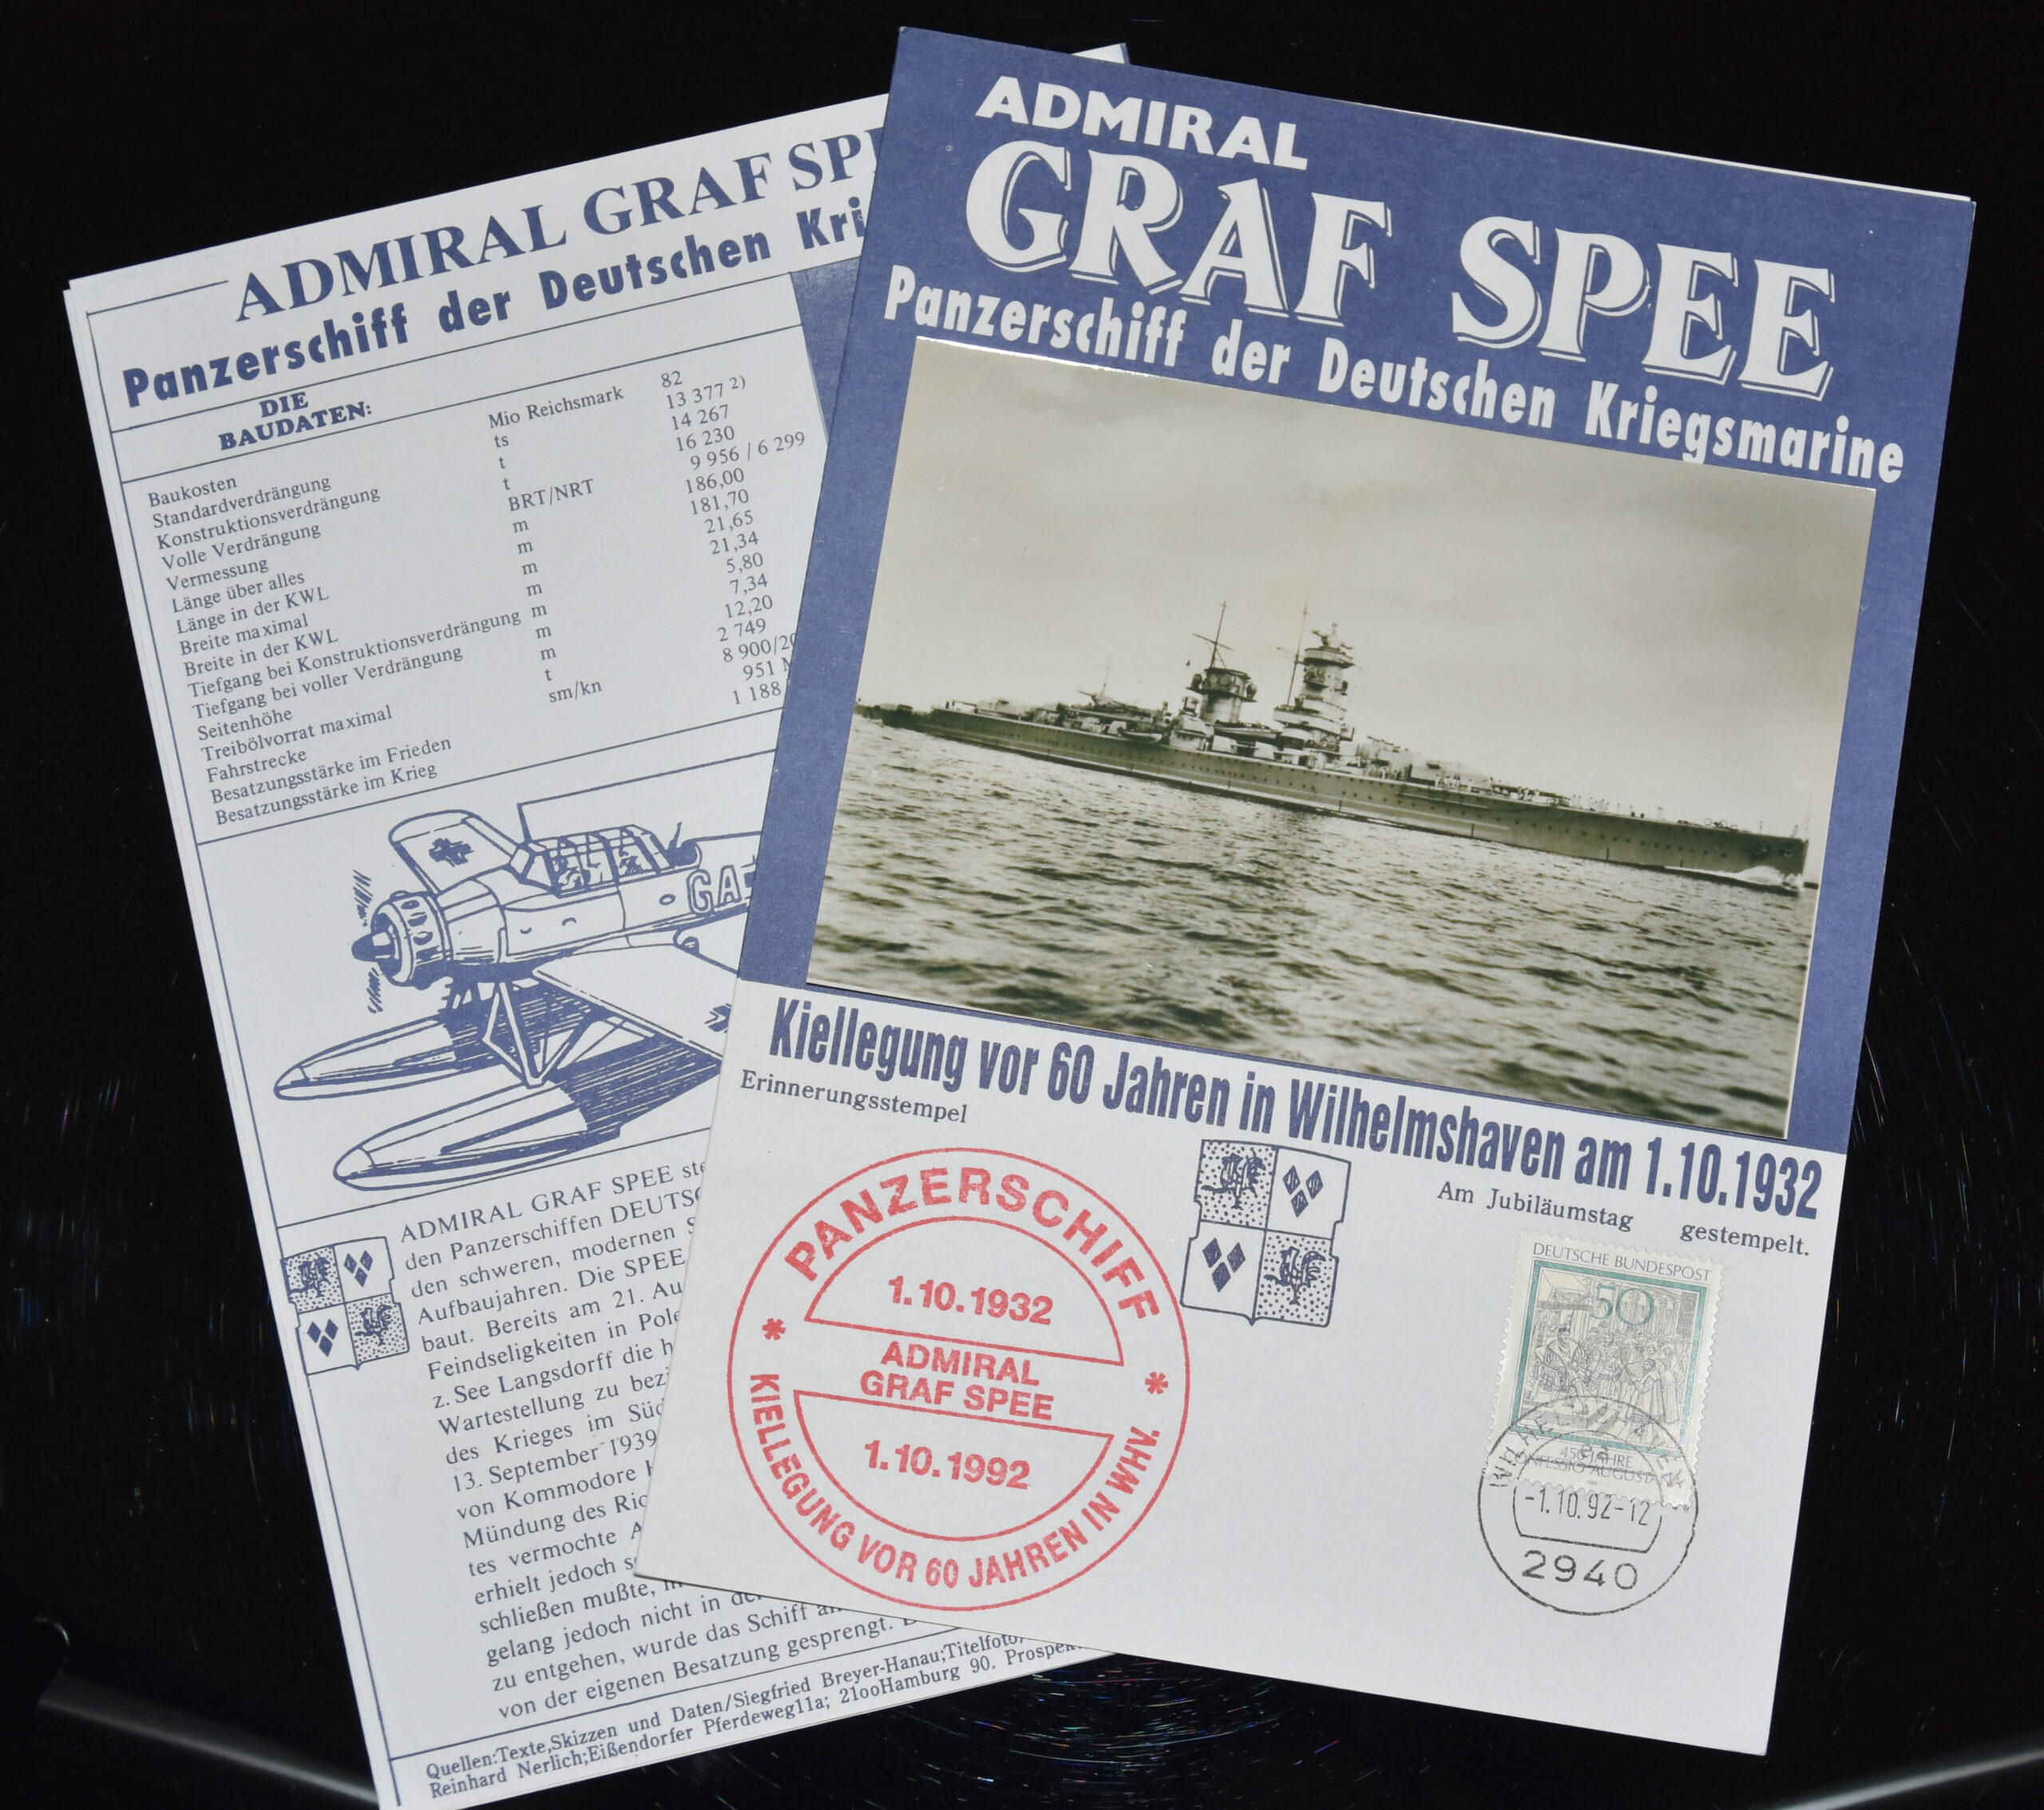 ADMIRAL GRAF
Panzerschiff der Deutschen
DIE
BAUDATEN:
Baukosten Mio Reichsmark 82
Standardverdrängung ts 13 377 2)
Konstruktionsverdrängung t 14 267
Volle Verdrängung t 16 230
Vermessung BRT/NRT 9 956 / 6 299
Länge über alles m 186,00
Länge in der KWL m 181,70
Breite maximal m 21,65
Breite in der KWL m 21,34
Tiefgang bei Konstruktionsverdrängung m 5,80
Tiefgang bei voller Verdrängung m 7,34
Seitenhöhe m 12,20
Treibölvorrat maximal t 2 749
Fahrstrecke sm/kn 8 900/20
Besatzungsstärke im Frieden 951
Besatzungsstärke im Krieg 1 188
ADMIRAL GRAF SPEE
den Panzerschiffen
den schweren, modernen
Aufbaujahren. Die SPEE
baut. Bereits am 21.
Feindseligkeiten in
z. See Langsdorff die
Wartestellung zu
des Krieges im
13. September 1939
von Kommodore
Mündung des
tes vermochte
erhielt jedoch
schließen mußte,
gelang jedoch nicht in
zu entgehen, wurde das Schiff
von der eigenen Besatzung gesprengt.
Quellen:Texte,Skizzen und Daten/Siegfried Breyer-Hanau;Titelfoto/
Reinhard Nerlich;Eißendorfer Pferdeweg11a; 21ooHamburg 90.
ADMIRAL
GRAF SPEE
Panzerschiff der Deutschen Kriegsmarine
Kiellegung vor 60 Jahren in Wilhelmshaven am 1.10.1932
Erinnerungsstempel
Am Jubiläumstag gestempelt.
PANZERSCHIFF
1.10.1932
ADMIRAL
GRAF SPEE
1.10.1992
* KIELLEGUNG VOR 60 JAHREN IN WHV. *
DEUTSCHE BUNDESPOST
50
450 JAHRE
CONFESSIO AUGUSTANA
-1.10.92-12
2940